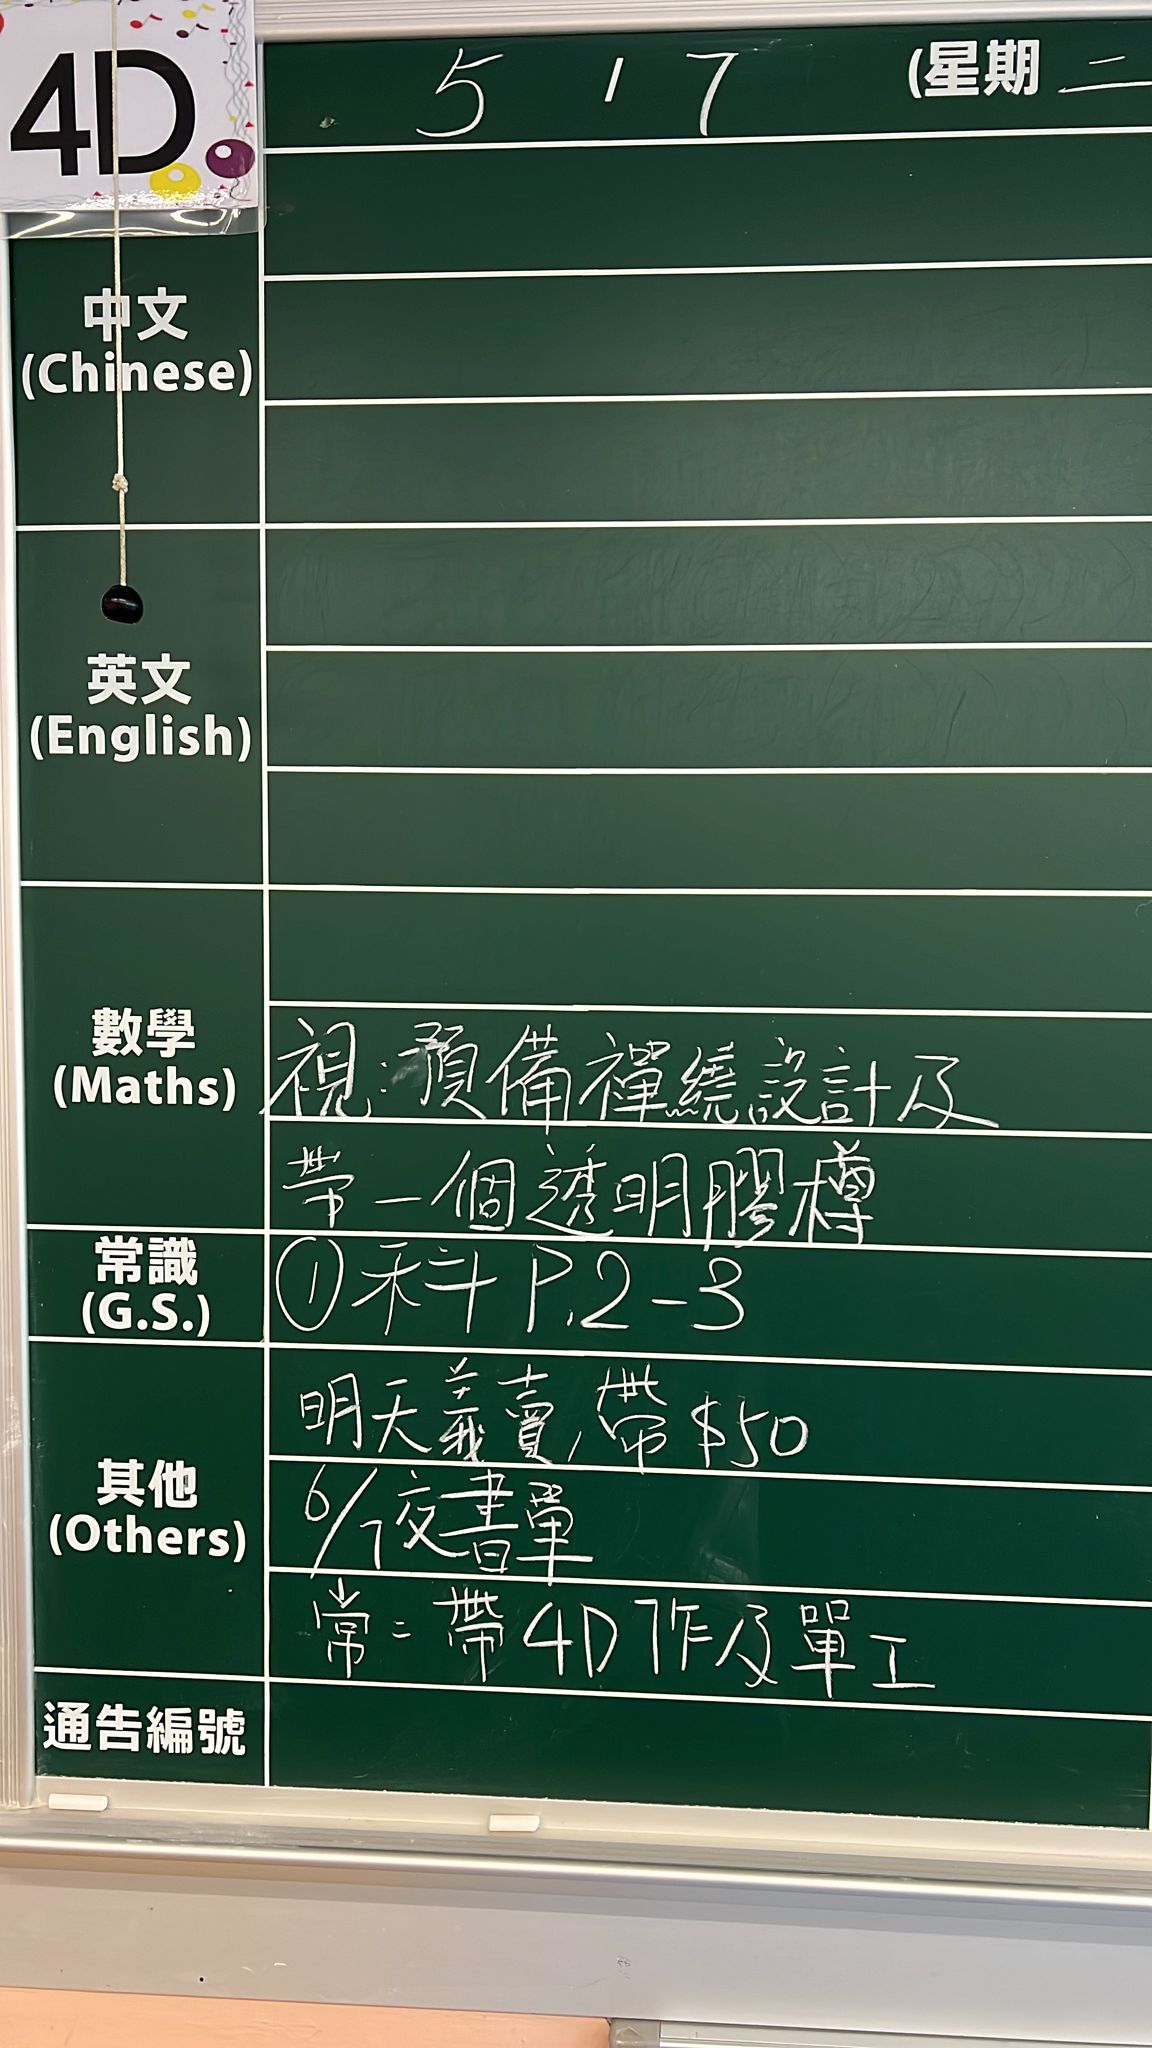 4D
5 / 7 (星期 二
中文
(Chinese)
英文
(English)
數學
(Maths)
視:預備禪繞設計及
帶一個透明膠樽
常識
(G.S.)
①科 P.2-3
明天義賣,帶$50
其他
(Others)
6/7交書單
常:帶4D作及單工
通告編號